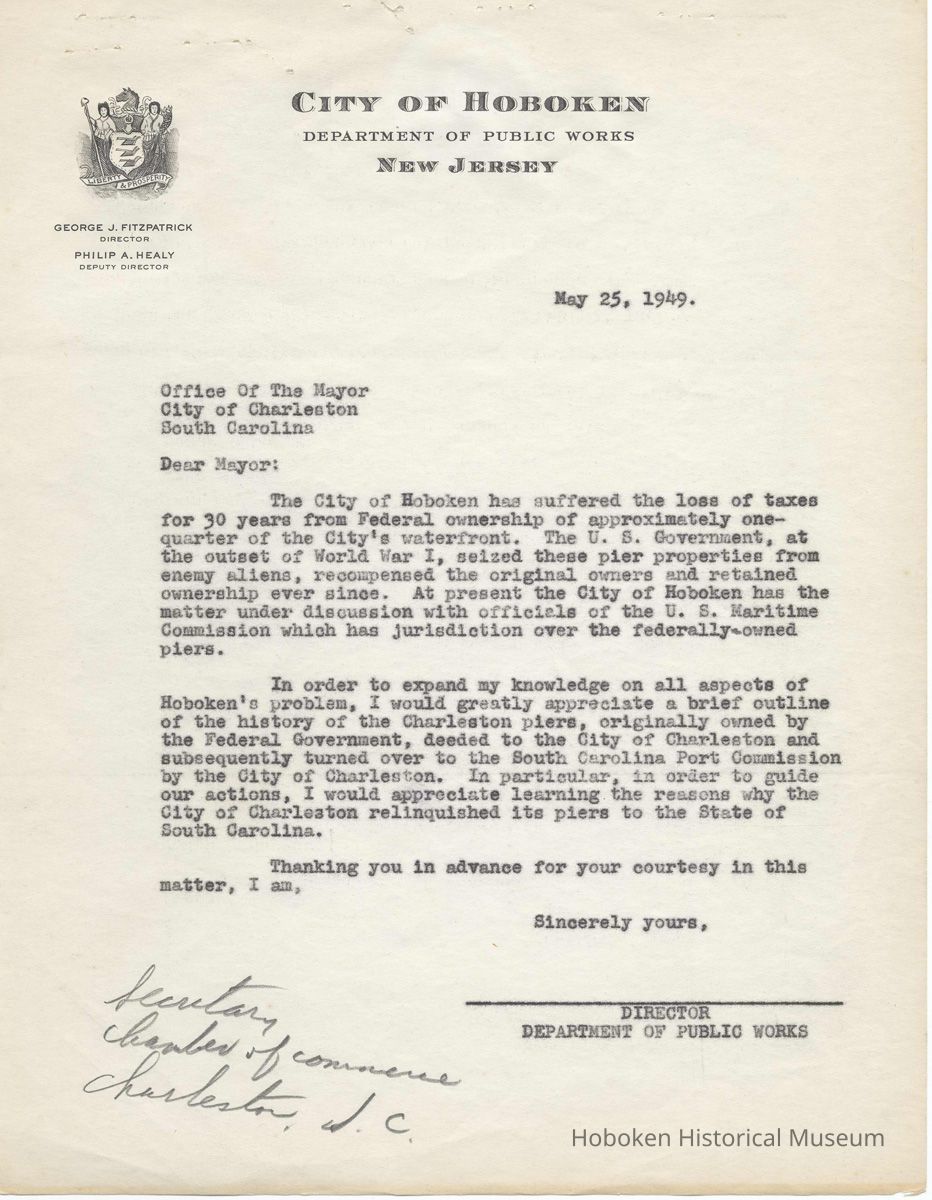 CITY OF HOBOKEN
DEPARTMENT OF PUBLIC WORKS
NEW JERSEY
LIBERTY & PROSPERITY
GEORGE J. FITZPATRICK
DIRECTOR
PHILIP A. HEALY
DEPUTY DIRECTOR
May 25, 1949.
Office Of The Mayor
City of Charleston
South Carolina
Dear Mayor:
The City of Hoboken has suffered the loss of taxes
for 30 years from Federal ownership of approximately one-
quarter of the City's waterfront. The U. S. Government, at
the outset of World War I, seized these pier properties from
enemy aliens, recompensed the original owners and retained
ownership ever since. At present the City of Hoboken has the
matter under discussion with officials of the U. S. Maritime
Commission which has jurisdiction over the federally-owned
piers.
In order to expand my knowledge on all aspects of
Hoboken's problem, I would greatly appreciate a brief outline
of the history of the Charleston piers, originally owned by
the Federal Government, deeded to the City of Charleston and
subsequently turned over to the South Carolina Port Commission
by the City of Charleston. In particular, in order to guide
our actions, I would appreciate learning the reasons why the
City of Charleston relinquished its piers to the State of
South Carolina.
Thanking you in advance for your courtesy in this
matter, I am,
Sincerely yours,
DIRECTOR
DEPARTMENT OF PUBLIC WORKS
Secretary
Chamber of commerce
Charleston, S. C.
Hoboken Historical Museum